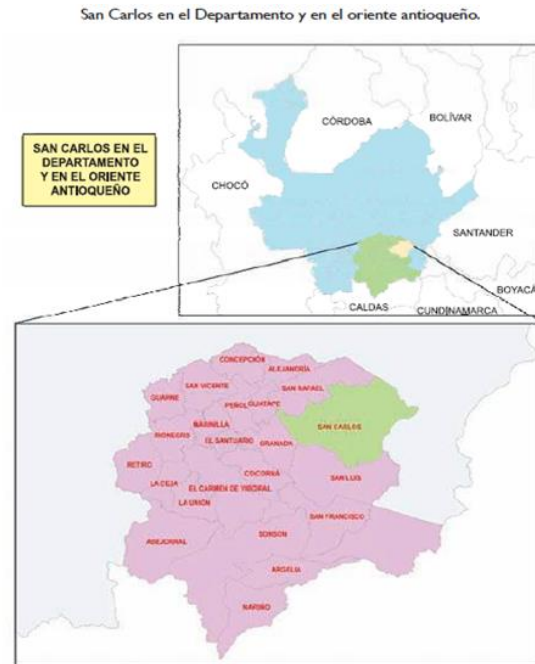 San Carlos en el Departamento y en el oriente antioqueño.
SAN CARLOS EN EL
DEPARTAMENTO
Y EN EL ORIENTE
ANTIOQUEÑO
CÓRDOBA
BOLÍVAR
CHOCÓ
SANTANDER
BOYACÁ
CALDAS
CUNDINAMARCA
CONCEPCIÓN
ALEJANDRÍA
SAN VICENTE
SAN RAFAEL
GUARNE
PEÑOL
GUATAPE
MARINILLA
SAN CARLOS
RIONEGRO
EL SANTUARIO
GRANADA
RETIRO
COCORNÁ
SAN LUIS
LA CEJA
EL CARMEN DE VIBORAL
LA UNIÓN
SAN FRANCISCO
ABEJORRAL
SONSON
ARGELIA
NARIÑO